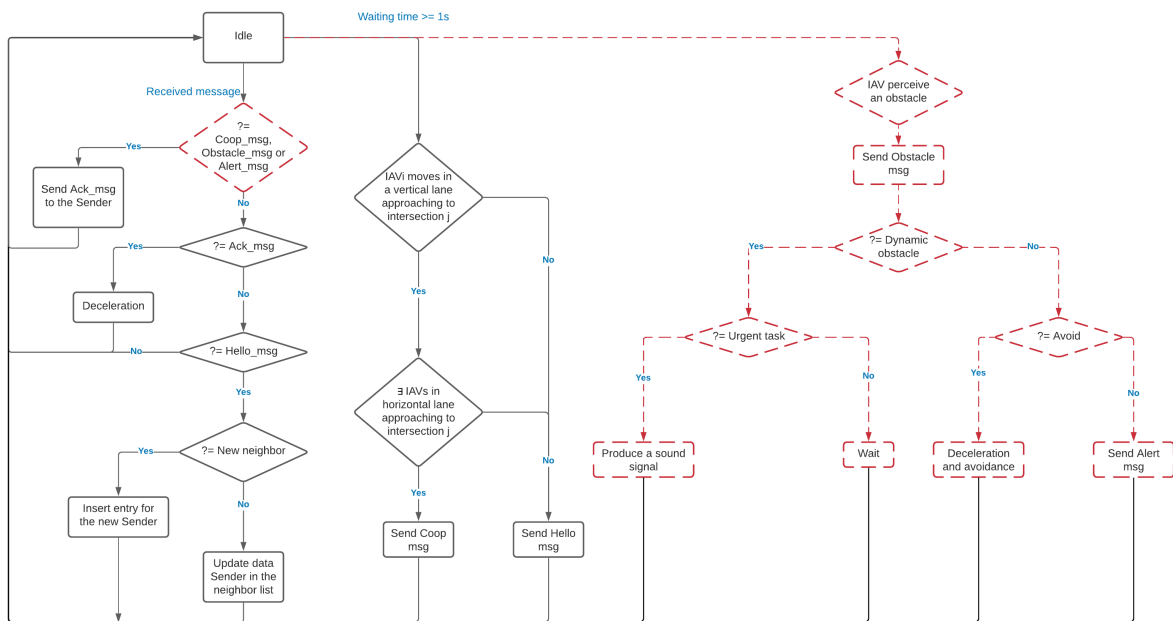 Waiting time >= 1s
Idle
Received message
?=
Coop_msg,
Obstacle_msg or
Alert_msg
Yes
Send Ack_msg
to the Sender
No
?= Ack_msg
Yes
Deceleration
No
?= Hello_msg
No
Yes
?= New neighbor
Yes
Insert entry for
the new Sender
No
Update data
Sender in the
neighbor list
IAVi moves in
a vertical lane
approaching to
intersection j
No
Yes
∃ IAVs in
horizontal lane
approaching to
intersection j
No
Yes
Send Coop
msg
Send Hello
msg
IAV perceive
an obstacle
Send Obstacle
msg
?= Dynamic
obstacle
Yes
No
?= Urgent task
Yes
No
Produce a sound
signal
Wait
?= Avoid
Yes
No
Deceleration
and avoidance
Send Alert
msg